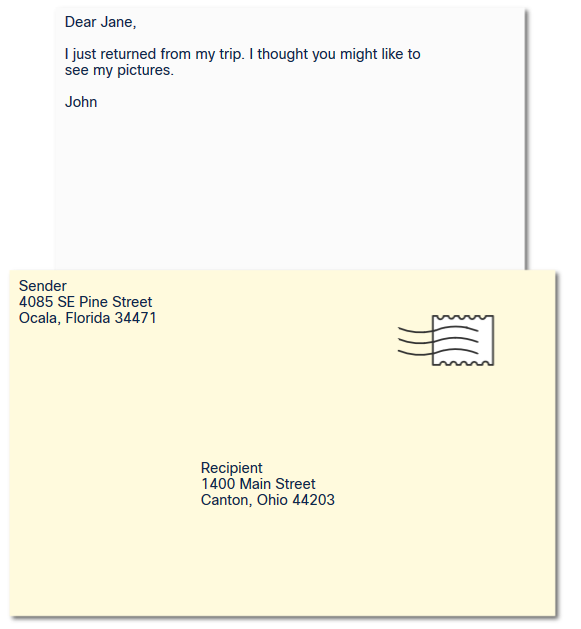 Dear Jane,
I just returned from my trip. I thought you might like to
see my pictures.
John
Sender
4085 SE Pine Street
Ocala, Florida 34471
Recipient
1400 Main Street
Canton, Ohio 44203